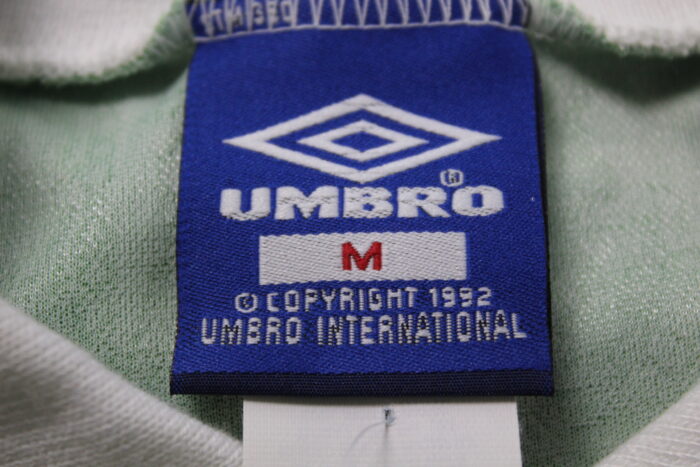 UMBRO®
M
© COPYRIGHT 1992
UMBRO INTERNATIONAL